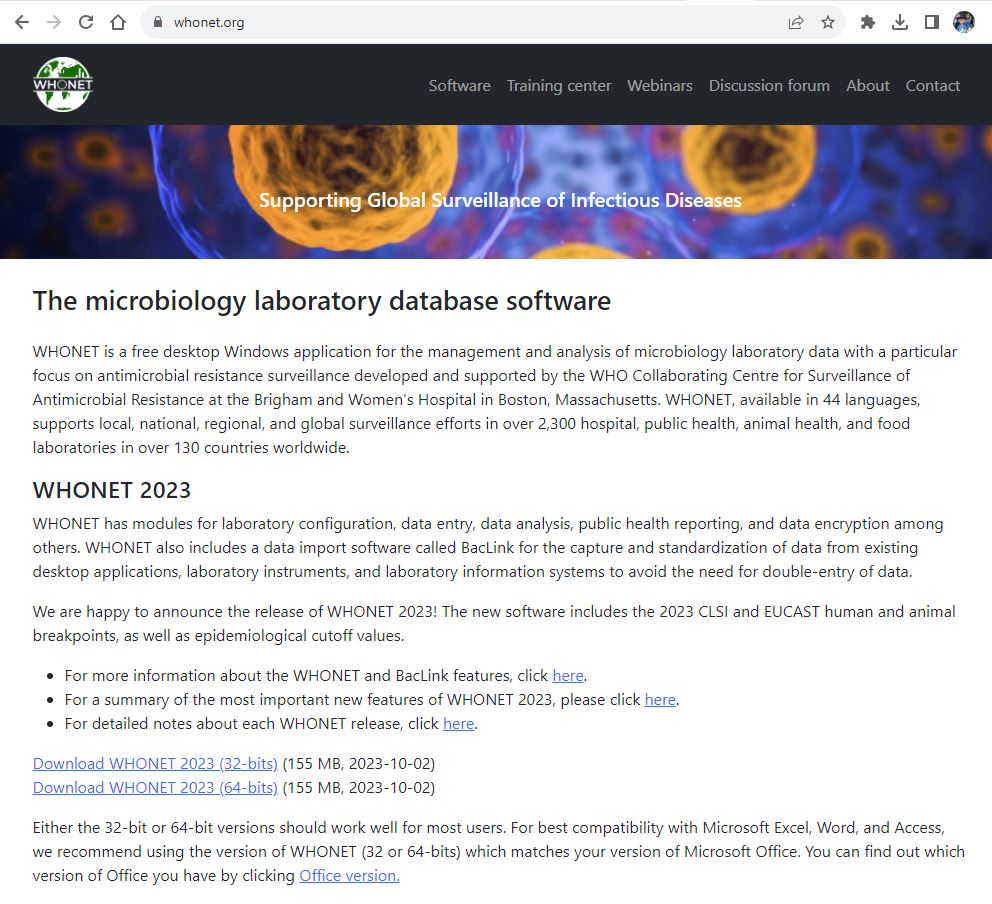 whonet.org
WHONET
Software Training center Webinars Discussion forum About Contact
Supporting Global Surveillance of Infectious Diseases
The microbiology laboratory database software
WHONET is a free desktop Windows application for the management and analysis of microbiology laboratory data with a particular
focus on antimicrobial resistance surveillance developed and supported by the WHO Collaborating Centre for Surveillance of
Antimicrobial Resistance at the Brigham and Women's Hospital in Boston, Massachusetts. WHONET, available in 44 languages,
supports local, national, regional, and global surveillance efforts in over 2,300 hospital, public health, animal health, and food
laboratories in over 130 countries worldwide.
WHONET 2023
WHONET has modules for laboratory configuration, data entry, data analysis, public health reporting, and data encryption among
others. WHONET also includes a data import software called BacLink for the capture and standardization of data from existing
desktop applications, laboratory instruments, and laboratory information systems to avoid the need for double-entry of data.
We are happy to announce the release of WHONET 2023! The new software includes the 2023 CLSI and EUCAST human and animal
breakpoints, as well as epidemiological cutoff values.
• For more information about the WHONET and BacLink features, click here.
• For a summary of the most important new features of WHONET 2023, please click here.
• For detailed notes about each WHONET release, click here.
Download WHONET 2023 (32-bits) (155 MB, 2023-10-02)
Download WHONET 2023 (64-bits) (155 MB, 2023-10-02)
Either the 32-bit or 64-bit versions should work well for most users. For best compatibility with Microsoft Excel, Word, and Access,
we recommend using the version of WHONET (32 or 64-bits) which matches your version of Microsoft Office. You can find out which
version of Office you have by clicking Office version.